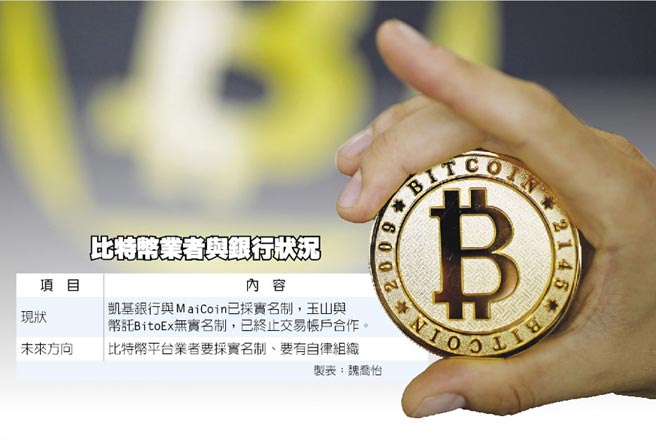 比特幣業者與銀行狀況
項 目 內 容
現狀 凱基銀行與MaiCoin已採實名制，玉山與
幣託BitoEx無實名制，已終止交易帳戶合作。
未來方向 比特幣平台業者要採實名制、要有自律組織
製表：魏喬怡
BITCOIN
2009
2145
BITCOIN